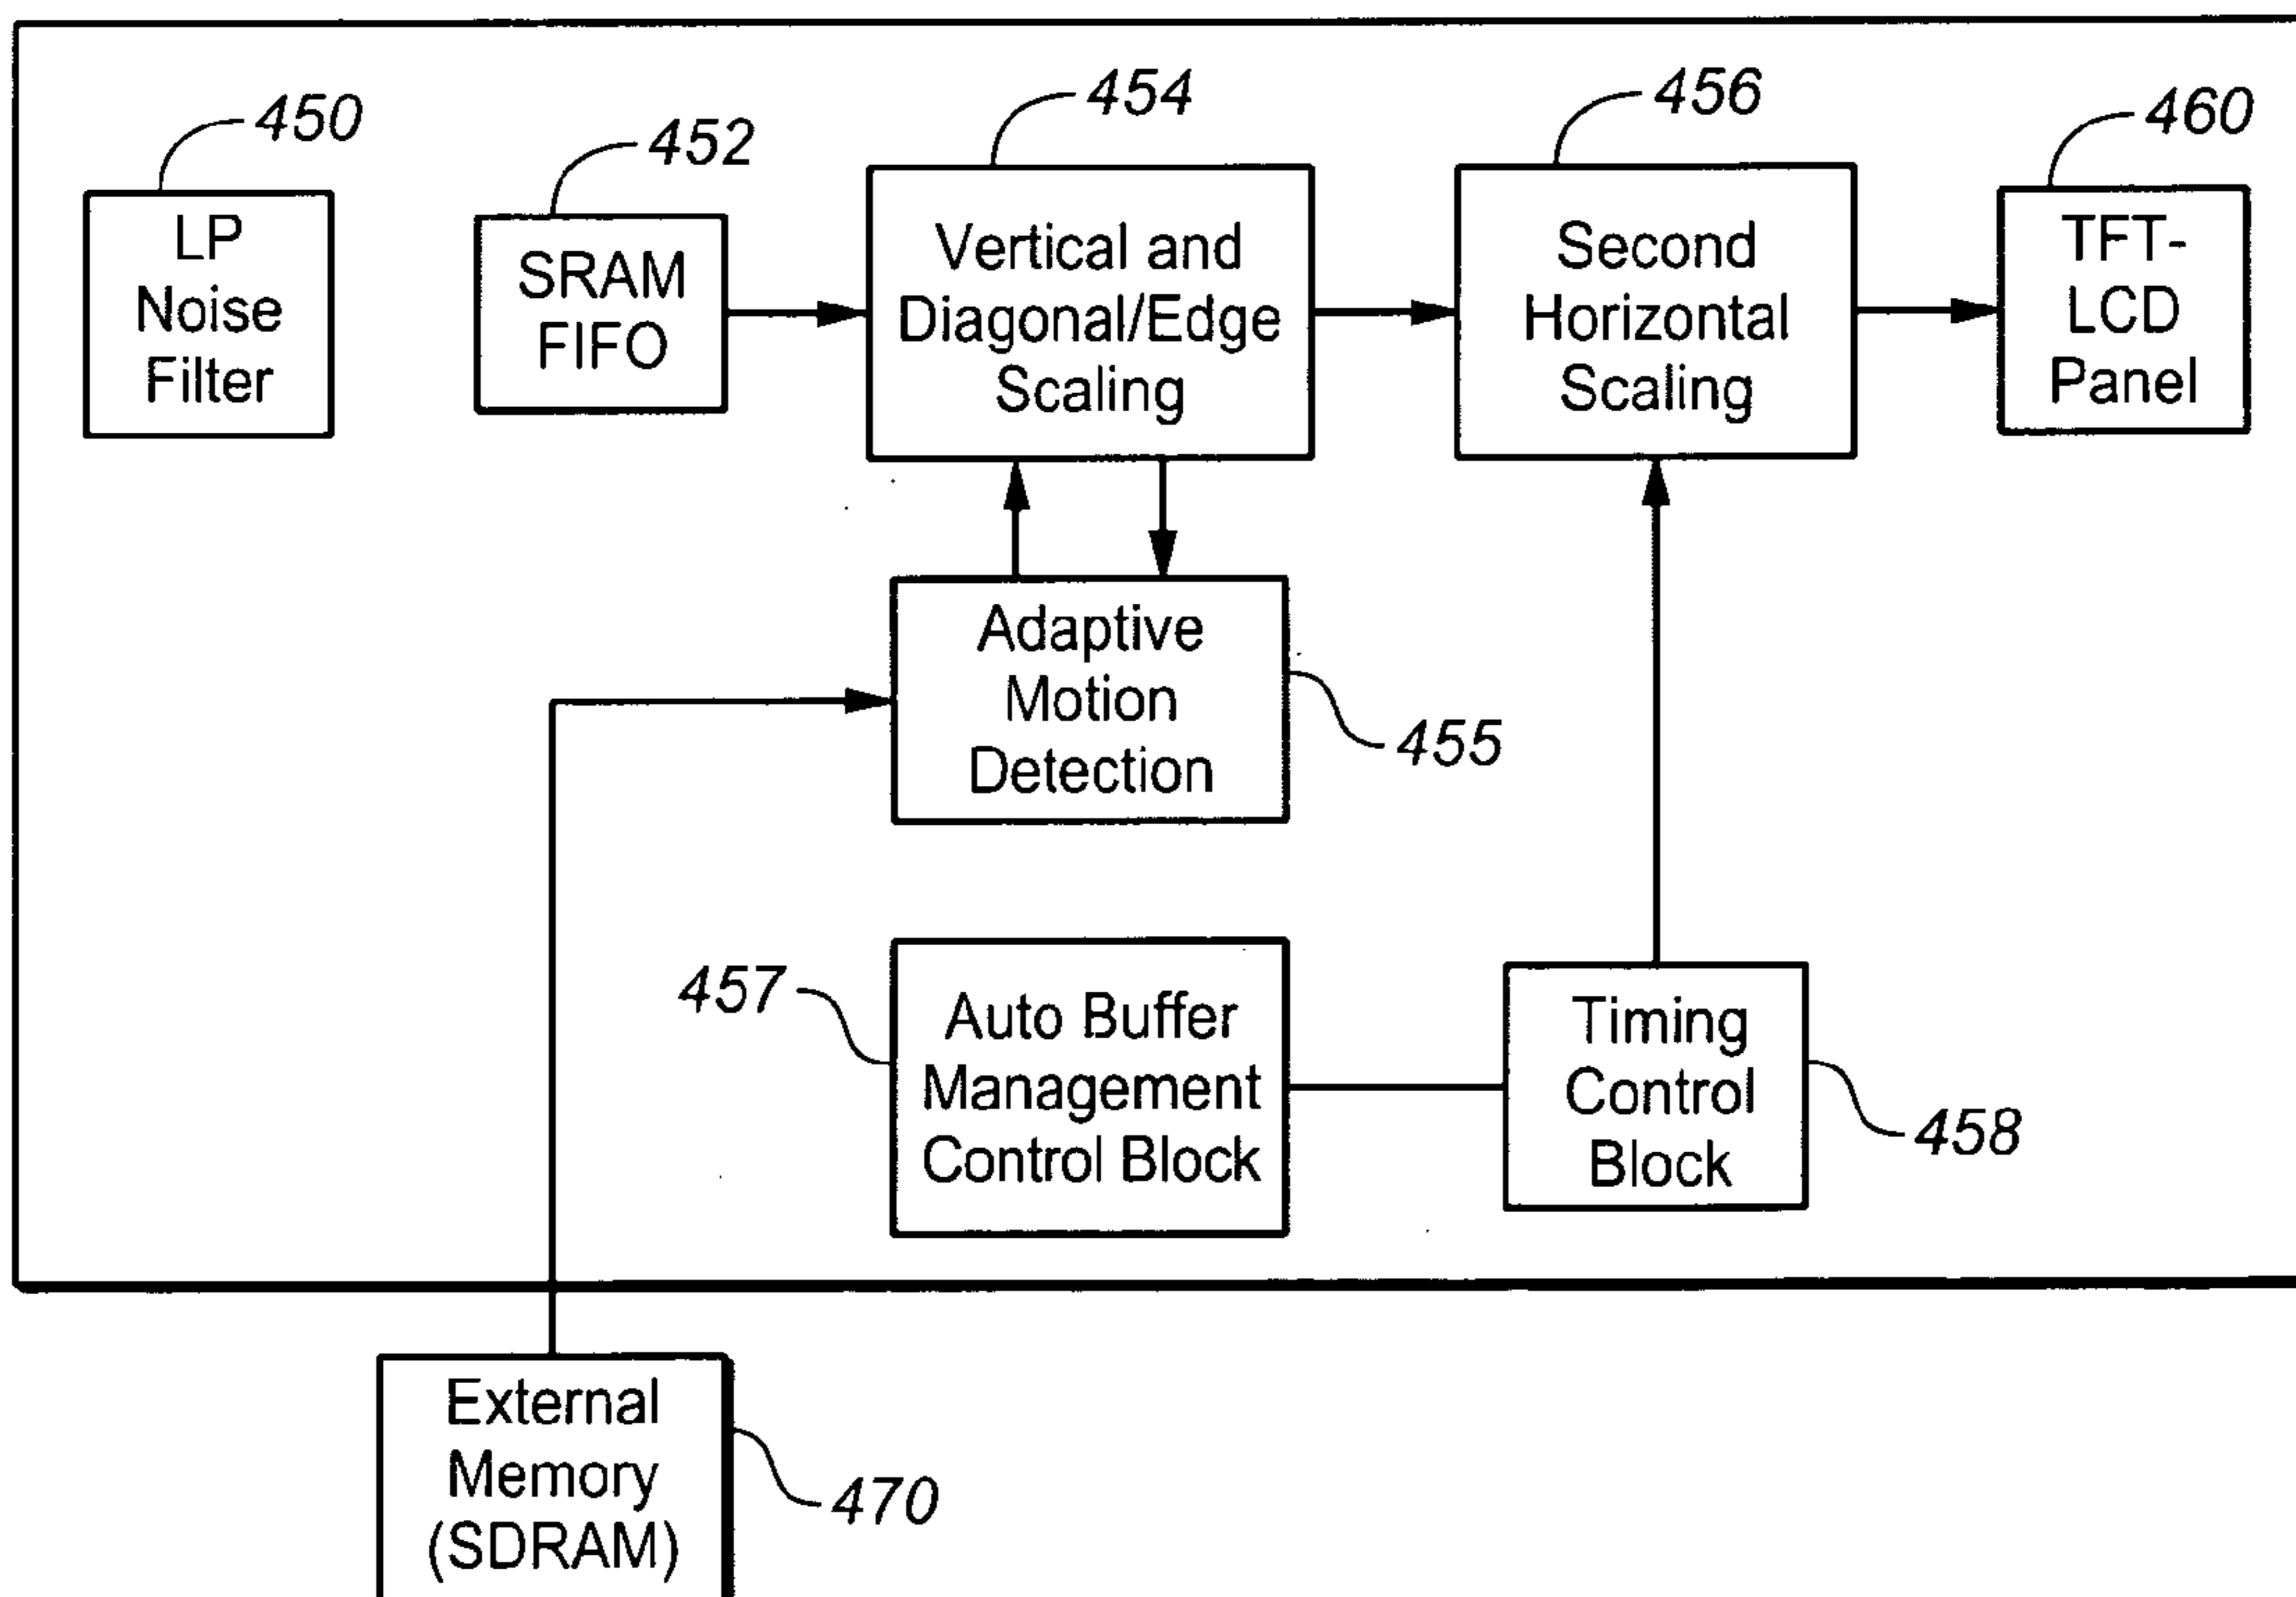 450
LP
Noise
Filter
452
SRAM
FIFO
454
Vertical and
Diagonal/Edge
Scaling
456
Second
Horizontal
Scaling
460
TFT-
LCD
Panel
Adaptive
Motion
Detection
455
457
Auto Buffer
Management
Control Block
Timing
Control
Block
458
External
Memory
(SDRAM)
470